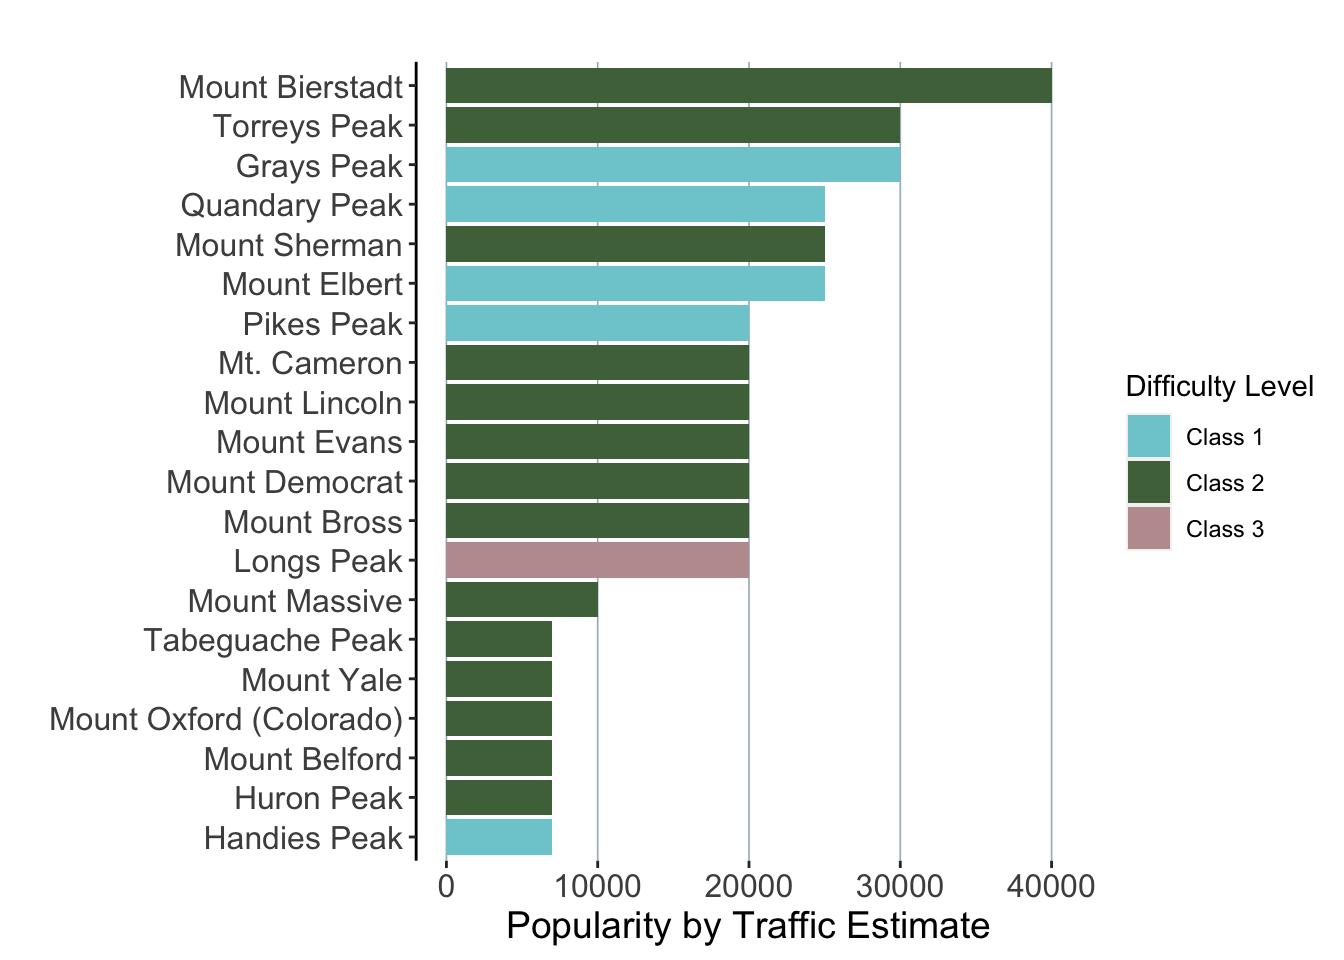 Mount Bierstadt
Torreys Peak
Grays Peak
Quandary Peak
Mount Sherman
Mount Elbert
Pikes Peak
Mt. Cameron
Mount Lincoln
Mount Evans
Mount Democrat
Mount Bross
Longs Peak
Mount Massive
Tabeguache Peak
Mount Yale
Mount Oxford (Colorado)
Mount Belford
Huron Peak
Handies Peak
0 10000 20000 30000 40000
Popularity by Traffic Estimate
Difficulty Level
Class 1
Class 2
Class 3